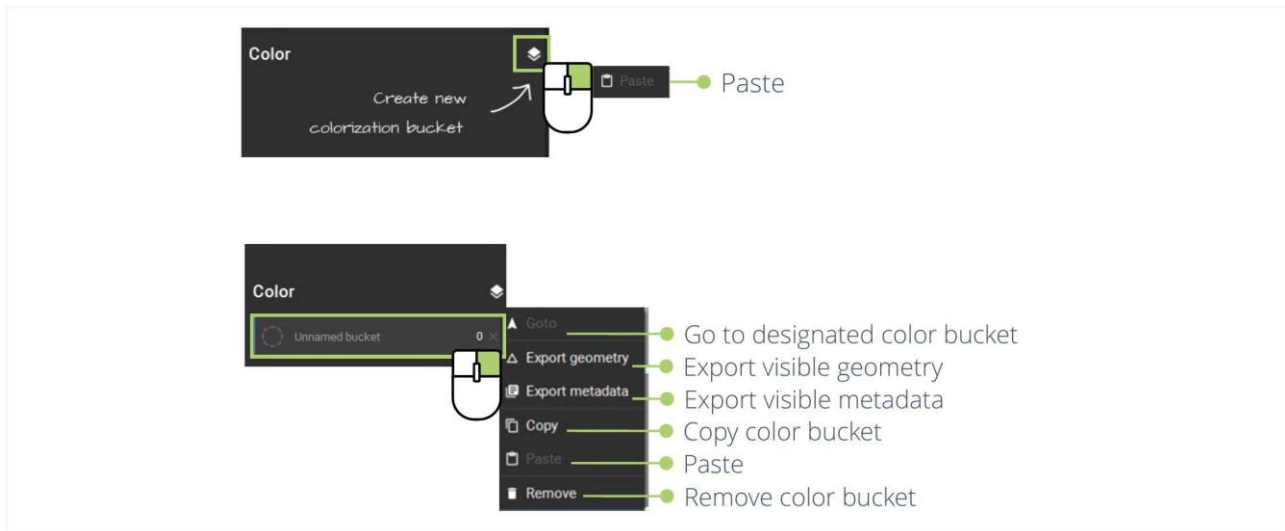 Color
Paste
Paste
Create new
colorization bucket
Color
Unnamed bucket 0
Goto
Go to designated color bucket
Export geometry
Export visible geometry
Export metadata
Export visible metadata
Copy
Copy color bucket
Paste
Paste
Remove
Remove color bucket